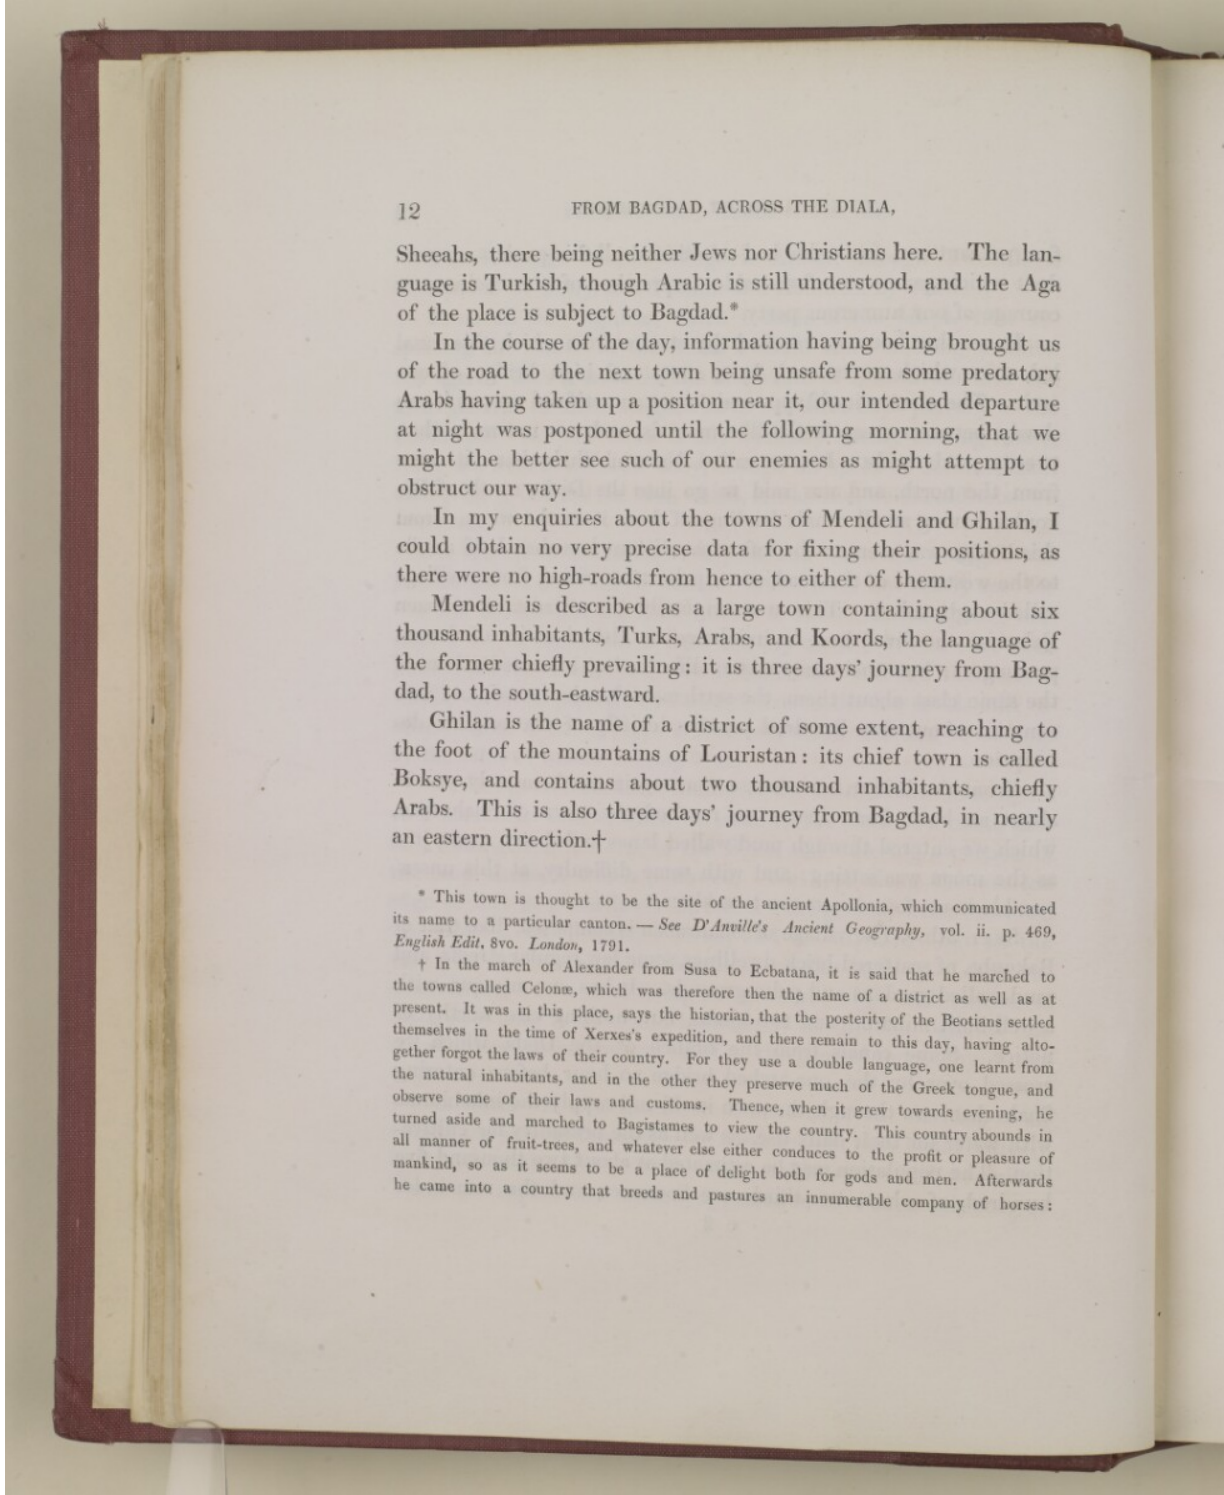 12
FROM BAGDAD, ACROSS THE DIALA,
Sheeahs, there being neither Jews nor Christians here. The lan-
guage is Turkish, though Arabic is still understood, and the Aga
of the place is subject to Bagdad.*
In the course of the day, information having being brought us
of the road to the next town being unsafe from some predatory
Arabs having taken up a position near it, our intended departure
at night was postponed until the following morning, that we
might the better see such of our enemies as might attempt to
obstruct our way.
In my enquiries about the towns of Mendeli and Ghilan, I
could obtain no very precise data for fixing their positions, as
there were no high-roads from hence to either of them.
Mendeli is described as a large town containing about six
thousand inhabitants, Turks, Arabs, and Koords, the language of
the former chiefly prevailing: it is three days' journey from Bag-
dad, to the south-eastward.
Ghilan is the name of a district of some extent, reaching to
the foot of the mountains of Louristan: its chief town is called
Boksye, and contains about two thousand inhabitants, chiefly
Arabs. This is also three days' journey from Bagdad, in nearly
an eastern direction.†
* This town is thought to be the site of the ancient Apollonia, which communicated
its name to a particular canton. — See D'Anville's Ancient Geography, vol. ii. p. 469,
English Edit. 8vo. London, 1791.
† In the march of Alexander from Susa to Ecbatana, it is said that he marched to
the towns called Celonæ, which was therefore then the name of a district as well as at
present. It was in this place, says the historian, that the posterity of the Beotians settled
themselves in the time of Xerxes's expedition, and there remain to this day, having alto-
gether forgot the laws of their country. For they use a double language, one learnt from
the natural inhabitants, and in the other they preserve much of the Greek tongue, and
observe some of their laws and customs. Thence, when it grew towards evening, he
turned aside and marched to Bagistames to view the country. This country abounds in
all manner of fruit-trees, and whatever else either conduces to the profit or pleasure of
mankind, so as it seems to be a place of delight both for gods and men. Afterwards
he came into a country that breeds and pastures an innumerable company of horses: